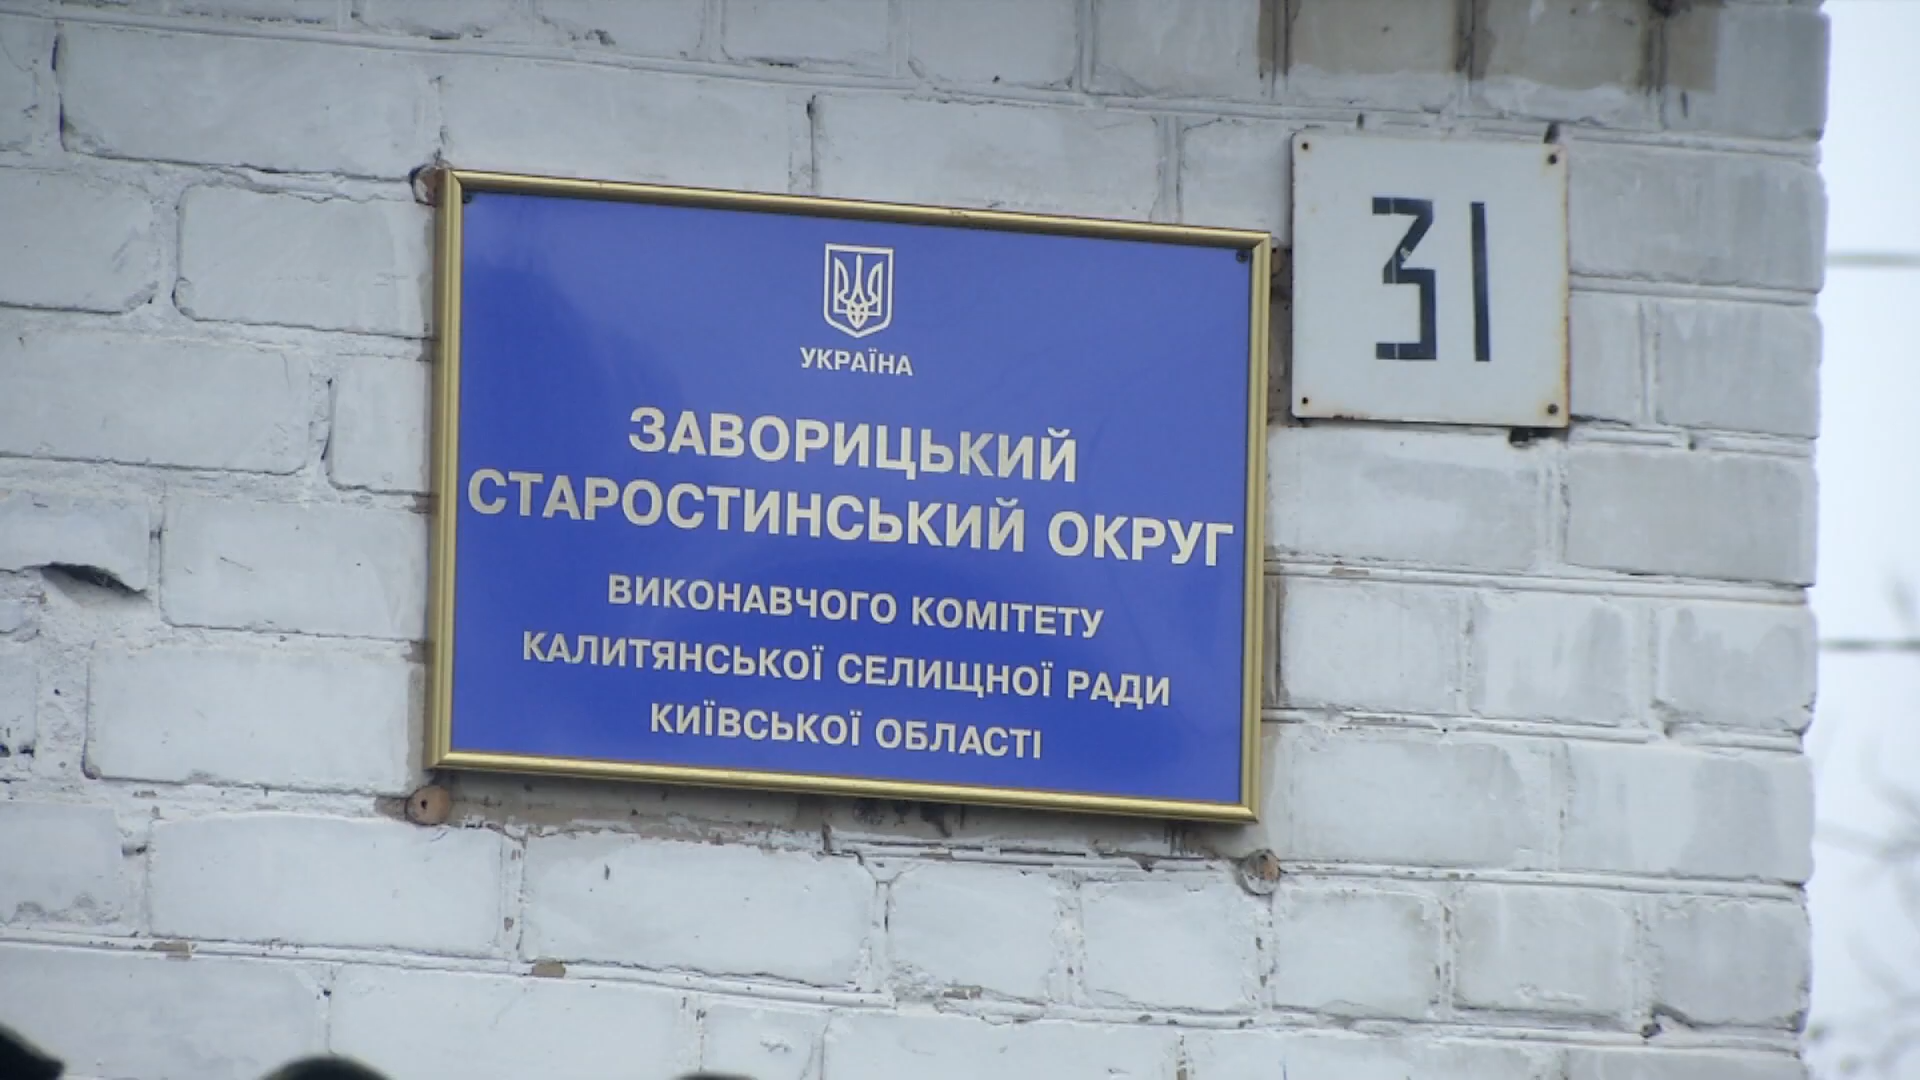 УКРАЇНА
ЗАВОРИЦЬКИЙ
СТАРОСТИНСЬКИЙ ОКРУГ
ВИКОНАВЧОГО КОМІТЕТУ
КАЛИТЯНСЬКОЇ СЕЛИЩНОЇ РАДИ
КИЇВСЬКОЇ ОБЛАСТІ
31